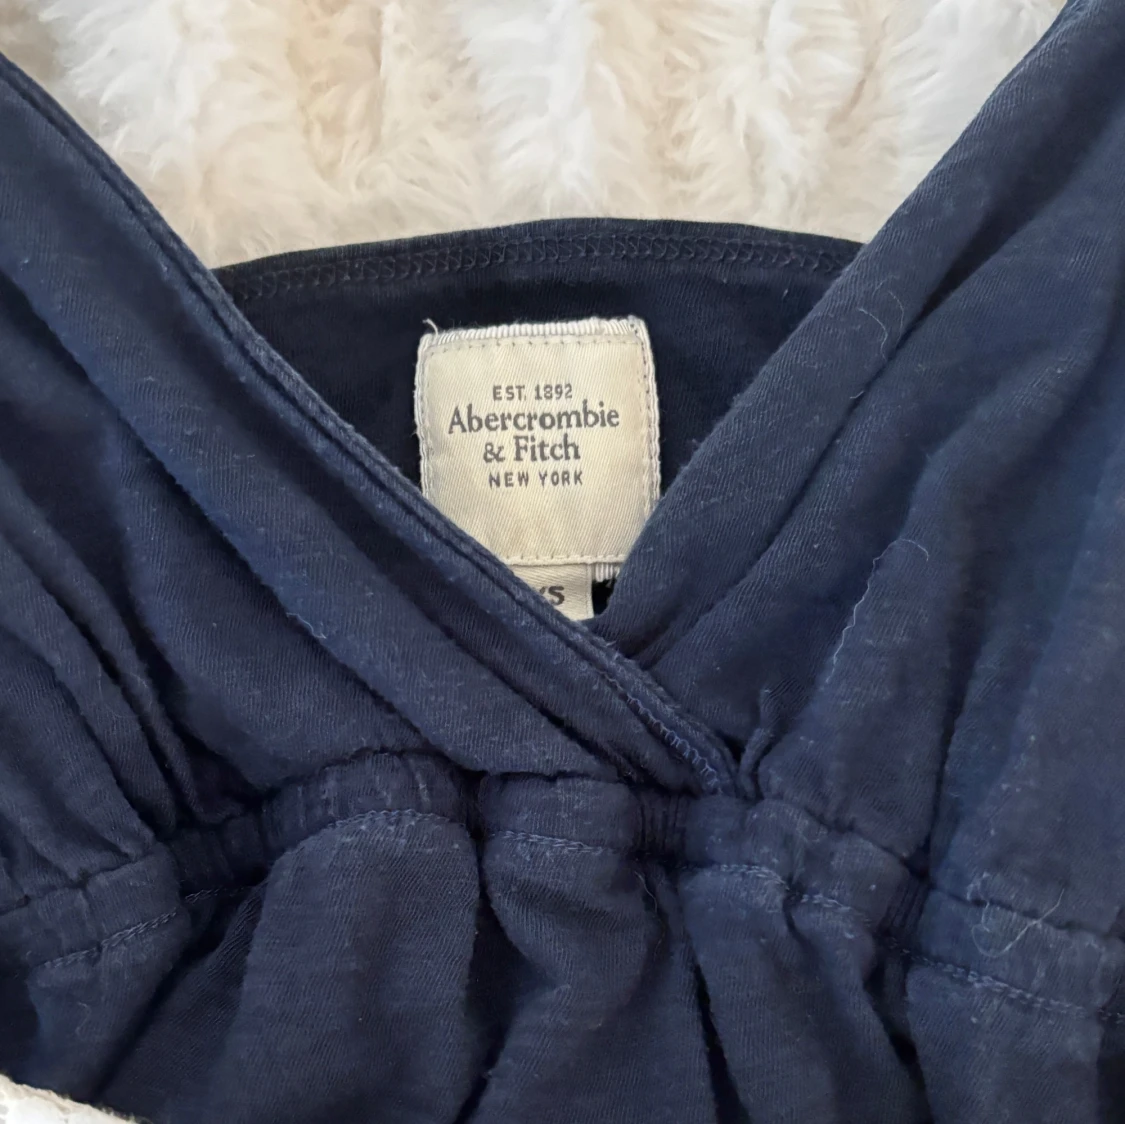 EST. 1892
Abercrombie
& Fitch
NEW YORK